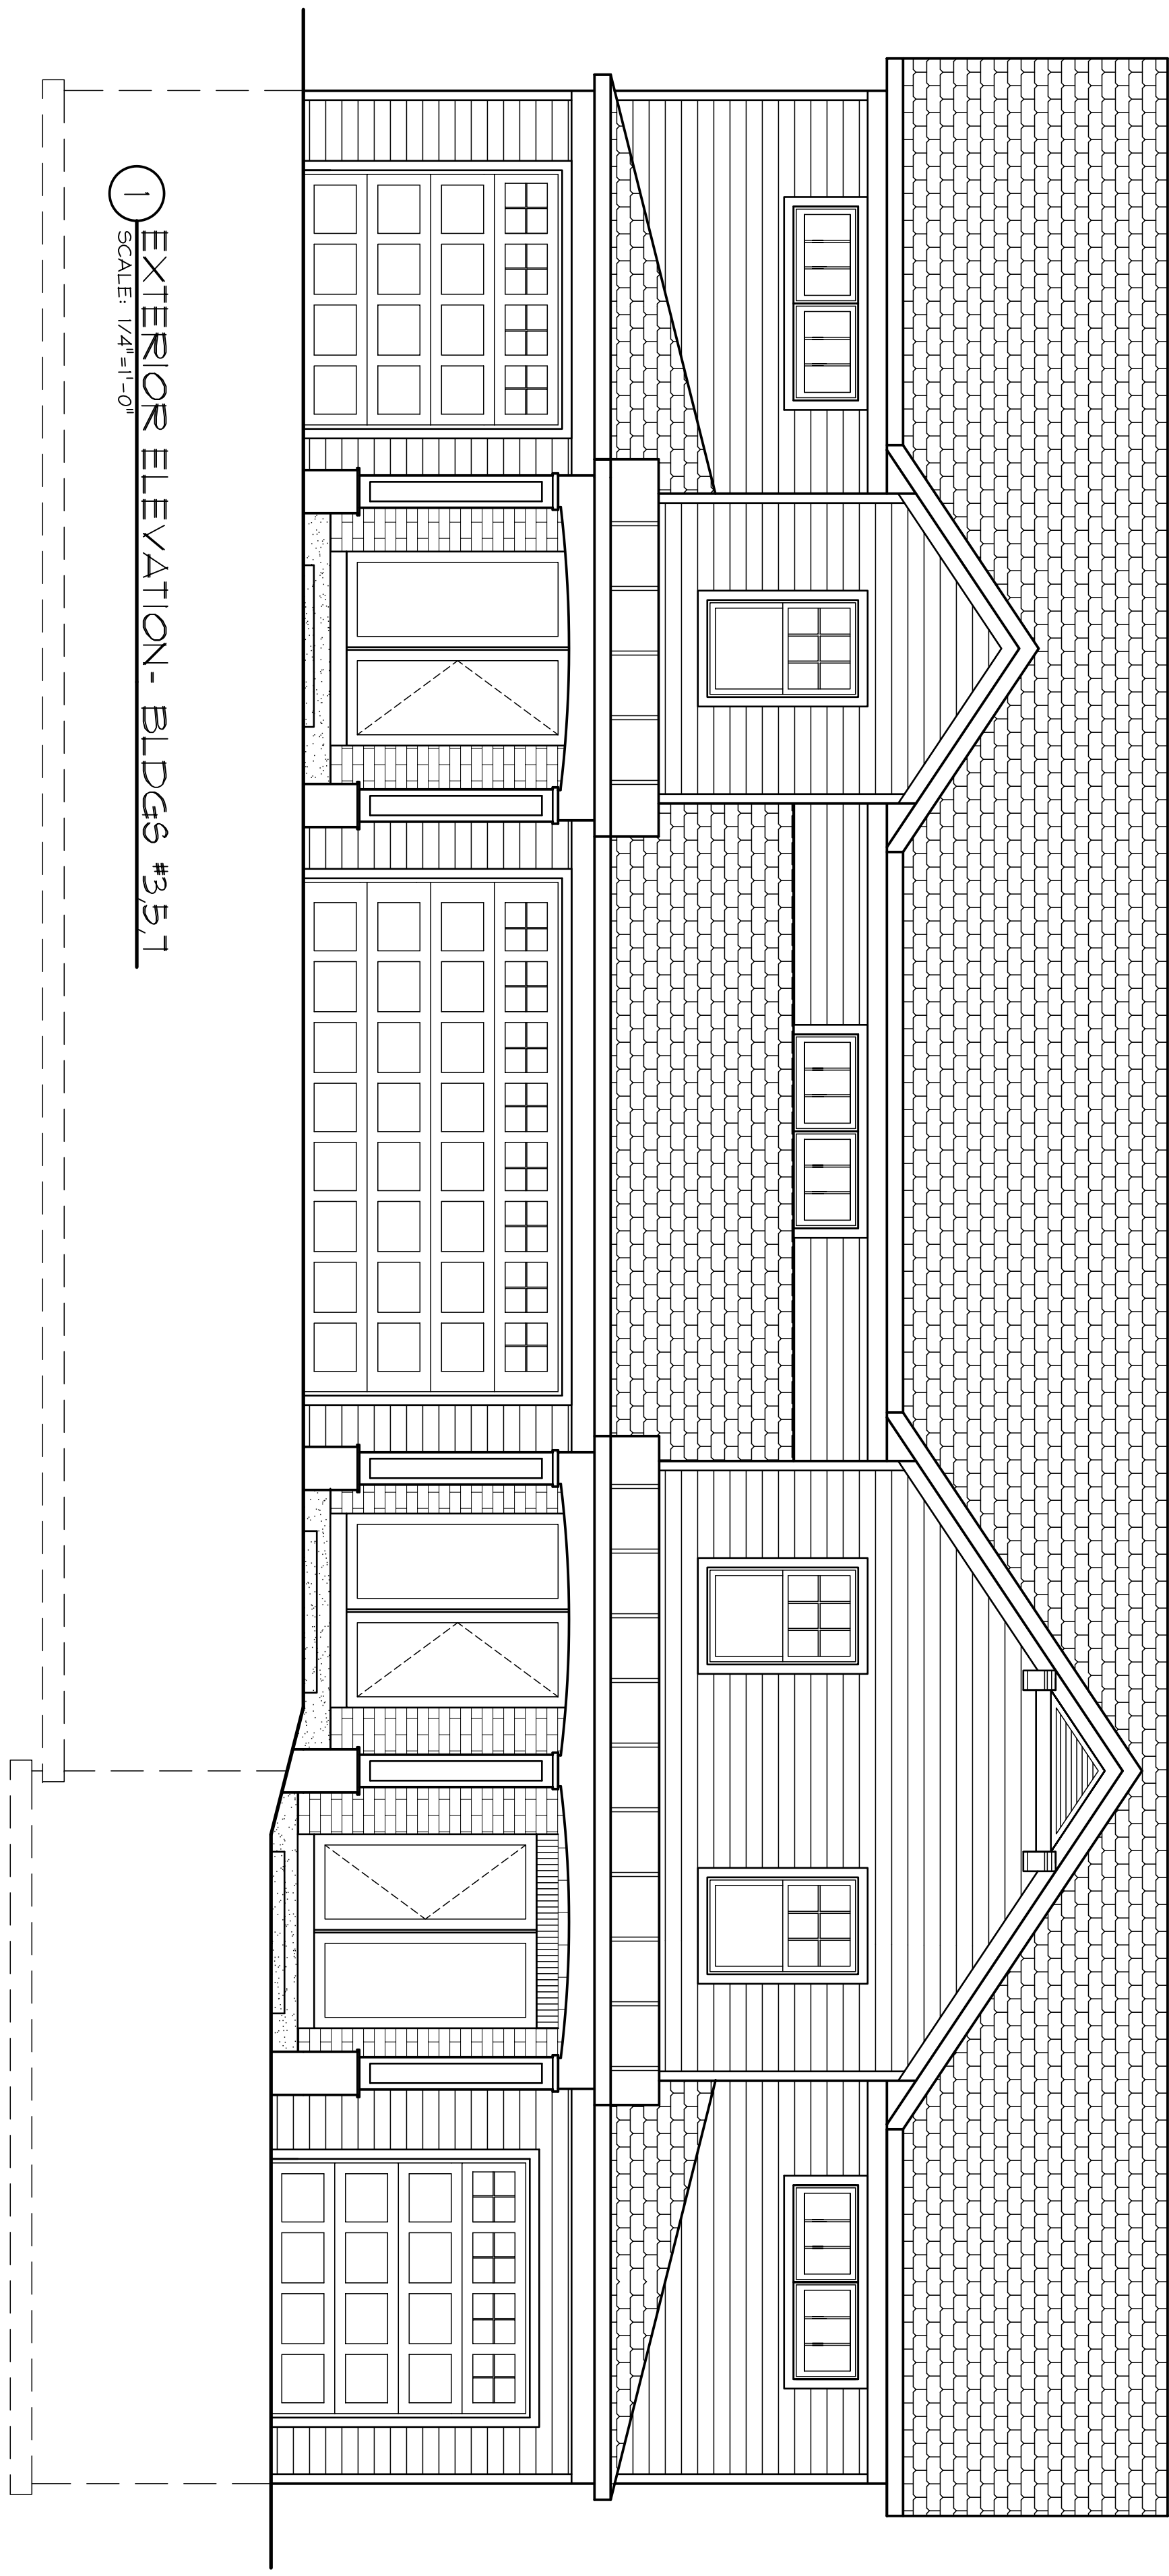 1
EXTERIOR ELEVATION- BLDGS #3,5,7
SCALE: 1/4"=1'-0"